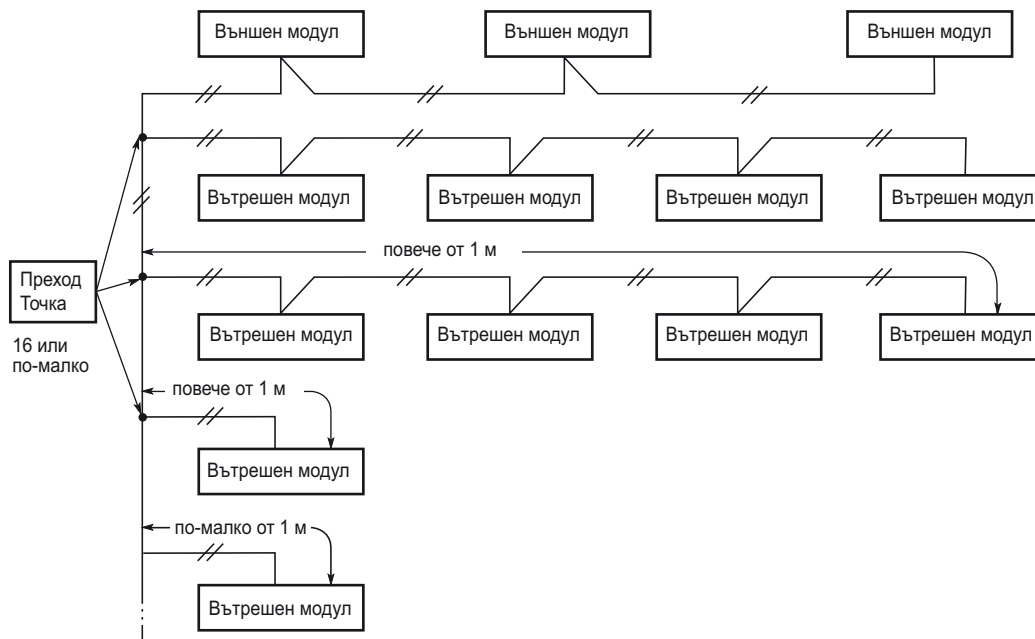 Външен модул
Външен модул
Външен модул
Вътрешен модул
Вътрешен модул
Вътрешен модул
Вътрешен модул
повече от 1 м
Преход
Точка
16 или
по-малко
Вътрешен модул
Вътрешен модул
Вътрешен модул
Вътрешен модул
повече от 1 м
Вътрешен модул
по-малко от 1 м
Вътрешен модул